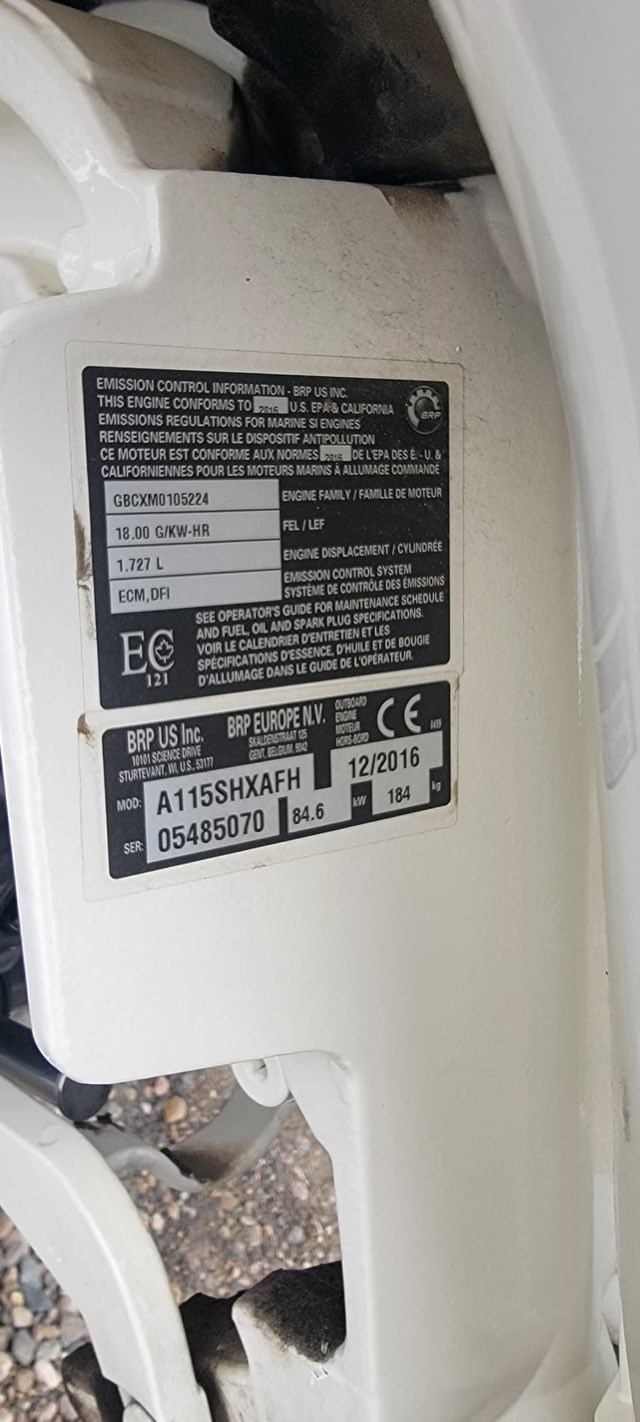 EMISSION CONTROL INFORMATION - BRP US INC.
THIS ENGINE CONFORMS TO U.S. EPA & CALIFORNIA
EMISSIONS REGULATIONS FOR MARINE SI ENGINES
BRP
RENSEIGNEMENTS SUR LE DISPOSITIF ANTIPOLLUTION
CE MOTEUR EST CONFORME AUX NORMES DE L'EPA DES É.-U. &
CALIFORNIENNES POUR LES MOTEURS MARINS À ALLUMAGE COMMANDÉ
GBCXM0105224 ENGINE FAMILY / FAMILLE DE MOTEUR
18.00 G/KW-HR FEL / LEF
1.727 L ENGINE DISPLACEMENT / CYLINDRÉE
ECM,DFI EMISSION CONTROL SYSTEM
SYSTÈME DE CONTRÔLE DES ÉMISSIONS
SEE OPERATOR'S GUIDE FOR MAINTENANCE SCHEDULE
AND FUEL, OIL AND SPARK PLUG SPECIFICATIONS.
VOIR LE CALENDRIER D'ENTRETIEN ET LES
SPÉCIFICATIONS D'ESSENCE, D'HUILE ET DE BOUGIE
D'ALLUMAGE DANS LE GUIDE DE L'OPÉRATEUR.
EC
121
BRP US Inc.
10101 SCIENCE DRIVE
STURTEVANT, WI, U.S., 53177
BRP EUROPE N.V.
SKALDENSTRAAT 125
GENT, BELGIUM, 9042
OUTBOARD
ENGINE
MOTEUR
HORS-BORD
CE
MOD: A115SHXAFH 12/2016
SER: 05485070 84.6 kW 184 kg